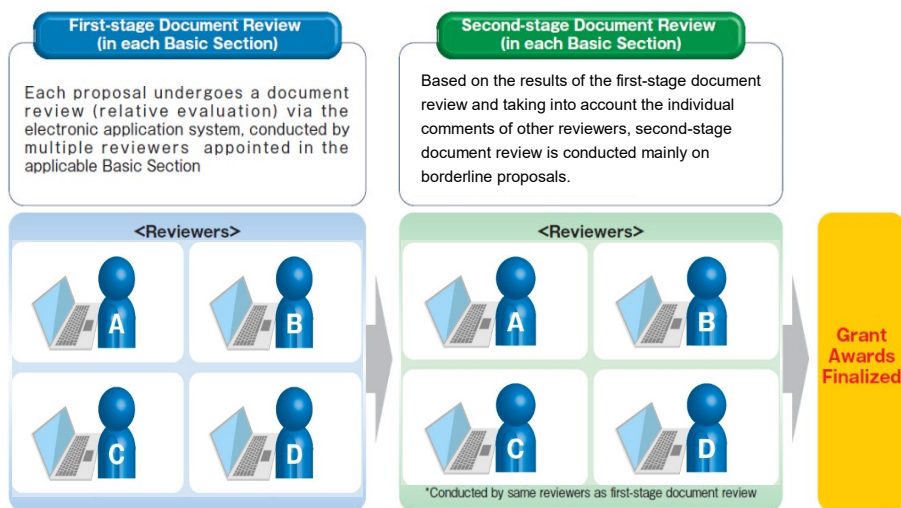 First-stage Document Review
(in each Basic Section)
Each proposal undergoes a document
review (relative evaluation) via the
electronic application system, conducted by
multiple reviewers appointed in the
applicable Basic Section
<Reviewers>
A
B
C
D
Second-stage Document Review
(in each Basic Section)
Based on the results of the first-stage document
review and taking into account the individual
comments of other reviewers, second-stage
document review is conducted mainly on
borderline proposals.
<Reviewers>
A
B
C
D
*Conducted by same reviewers as first-stage document review
Grant
Awards
Finalized